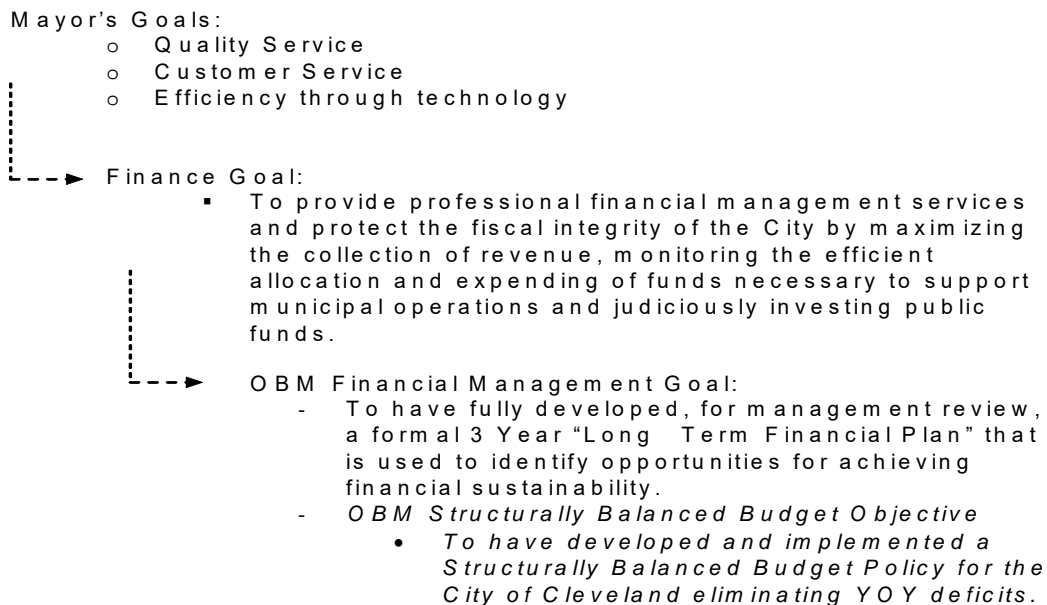 Mayor's Goals:
o Quality Service
o Customer Service
o Efficiency through technology
Finance Goal:
▪ To provide professional financial management services
and protect the fiscal integrity of the City by maximizing
the collection of revenue, monitoring the efficient
allocation and expending of funds necessary to support
municipal operations and judiciously investing public
funds.
OBM Financial Management Goal:
- To have fully developed, for management review,
a formal 3 Year “Long Term Financial Plan” that
is used to identify opportunities for achieving
financial sustainability.
- OBM Structurally Balanced Budget Objective
• To have developed and implemented a
Structurally Balanced Budget Policy for the
City of Cleveland eliminating YOY deficits.